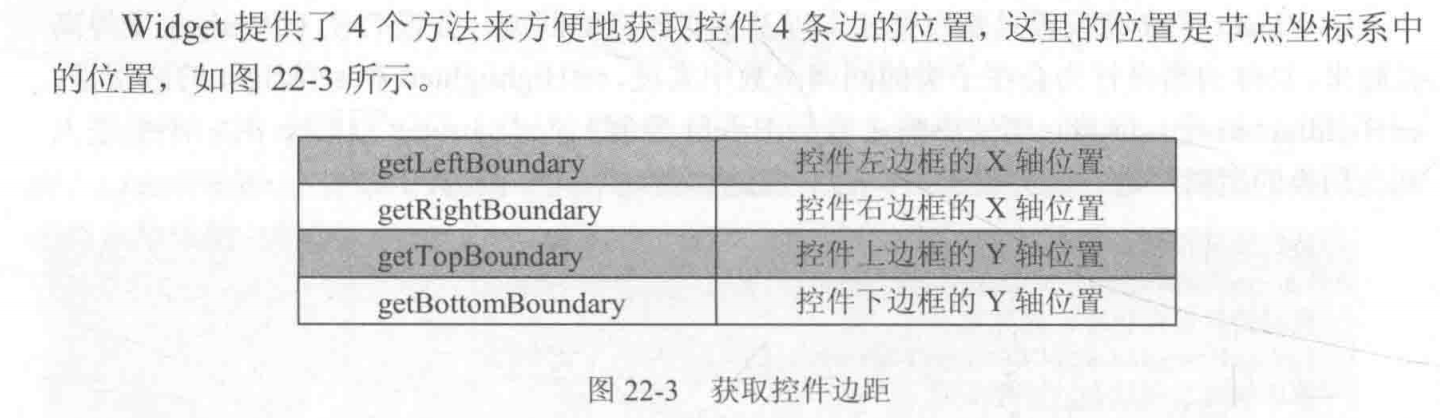 Widget 提供了 4 个方法来方便地获取控件 4 条边的位置，这里的位置是节点坐标系中
的位置，如图 22-3 所示。
getLeftBoundary 控件左边框的 X 轴位置
getRightBoundary 控件右边框的 X 轴位置
getTopBoundary 控件上边框的 Y 轴位置
getBottomBoundary 控件下边框的 Y 轴位置
图 22-3 获取控件边距